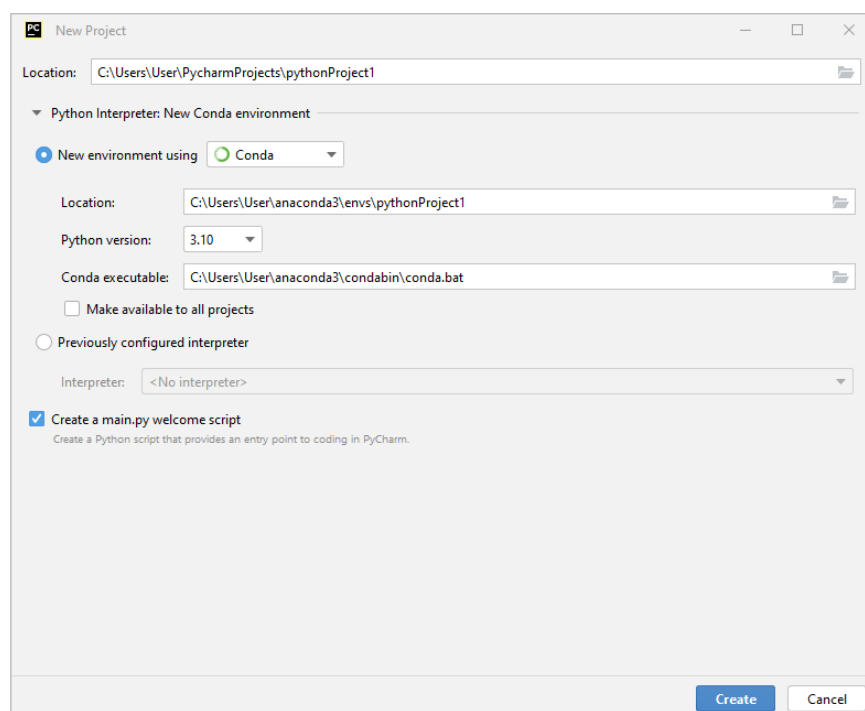 PC New Project
Location: C:\Users\User\PycharmProjects\pythonProject1
Python Interpreter: New Conda environment
New environment using Conda
Location: C:\Users\User\anaconda3\envs\pythonProject1
Python version: 3.10
Conda executable: C:\Users\User\anaconda3\condabin\conda.bat
Make available to all projects
Previously configured interpreter
Interpreter: <No interpreter>
Create a main.py welcome script
Create a Python script that provides an entry point to coding in PyCharm.
Create Cancel